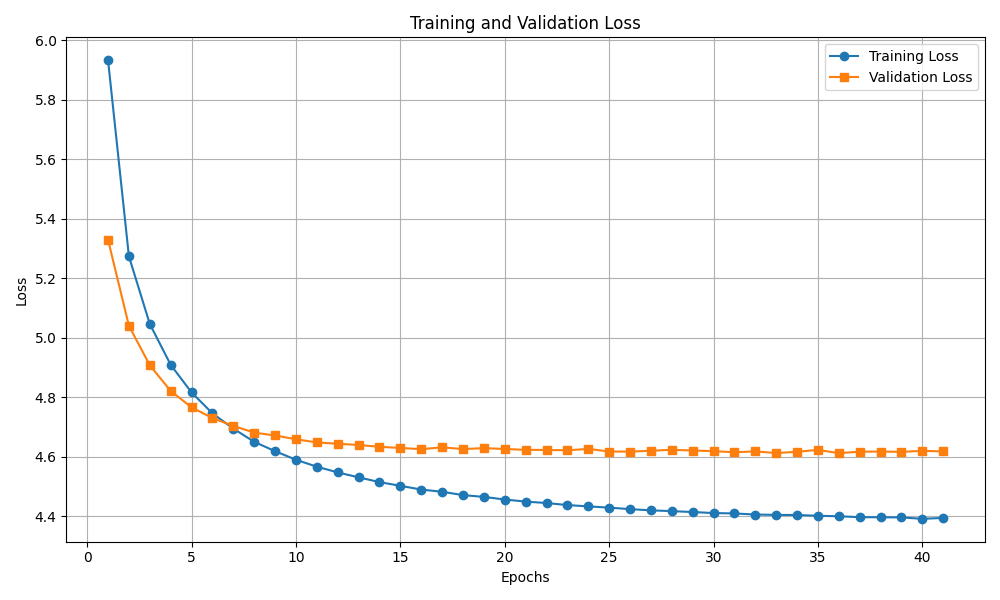 Training and Validation Loss
Training Loss
Validation Loss
Loss
6.0
5.8
5.6
5.4
5.2
5.0
4.8
4.6
4.4
0 5 10 15 20 25 30 35 40
Epochs